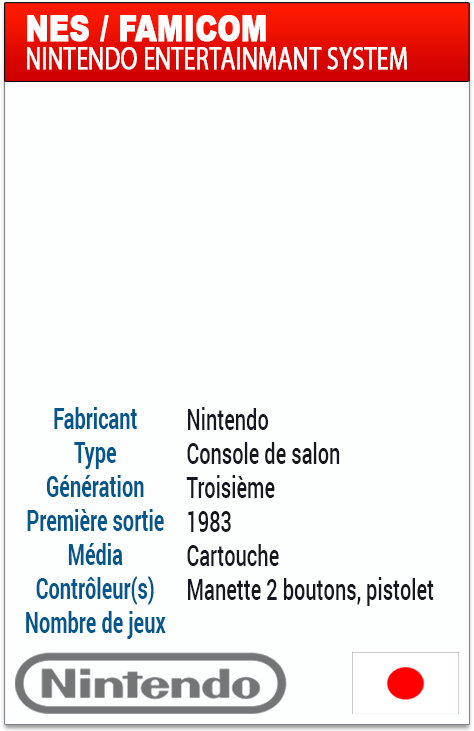 NES / FAMICOM
NINTENDO ENTERTAINMANT SYSTEM
Fabricant Nintendo
Type Console de salon
Génération Troisième
Première sortie 1983
Média Cartouche
Contrôleur(s) Manette 2 boutons, pistolet
Nombre de jeux
Nintendo